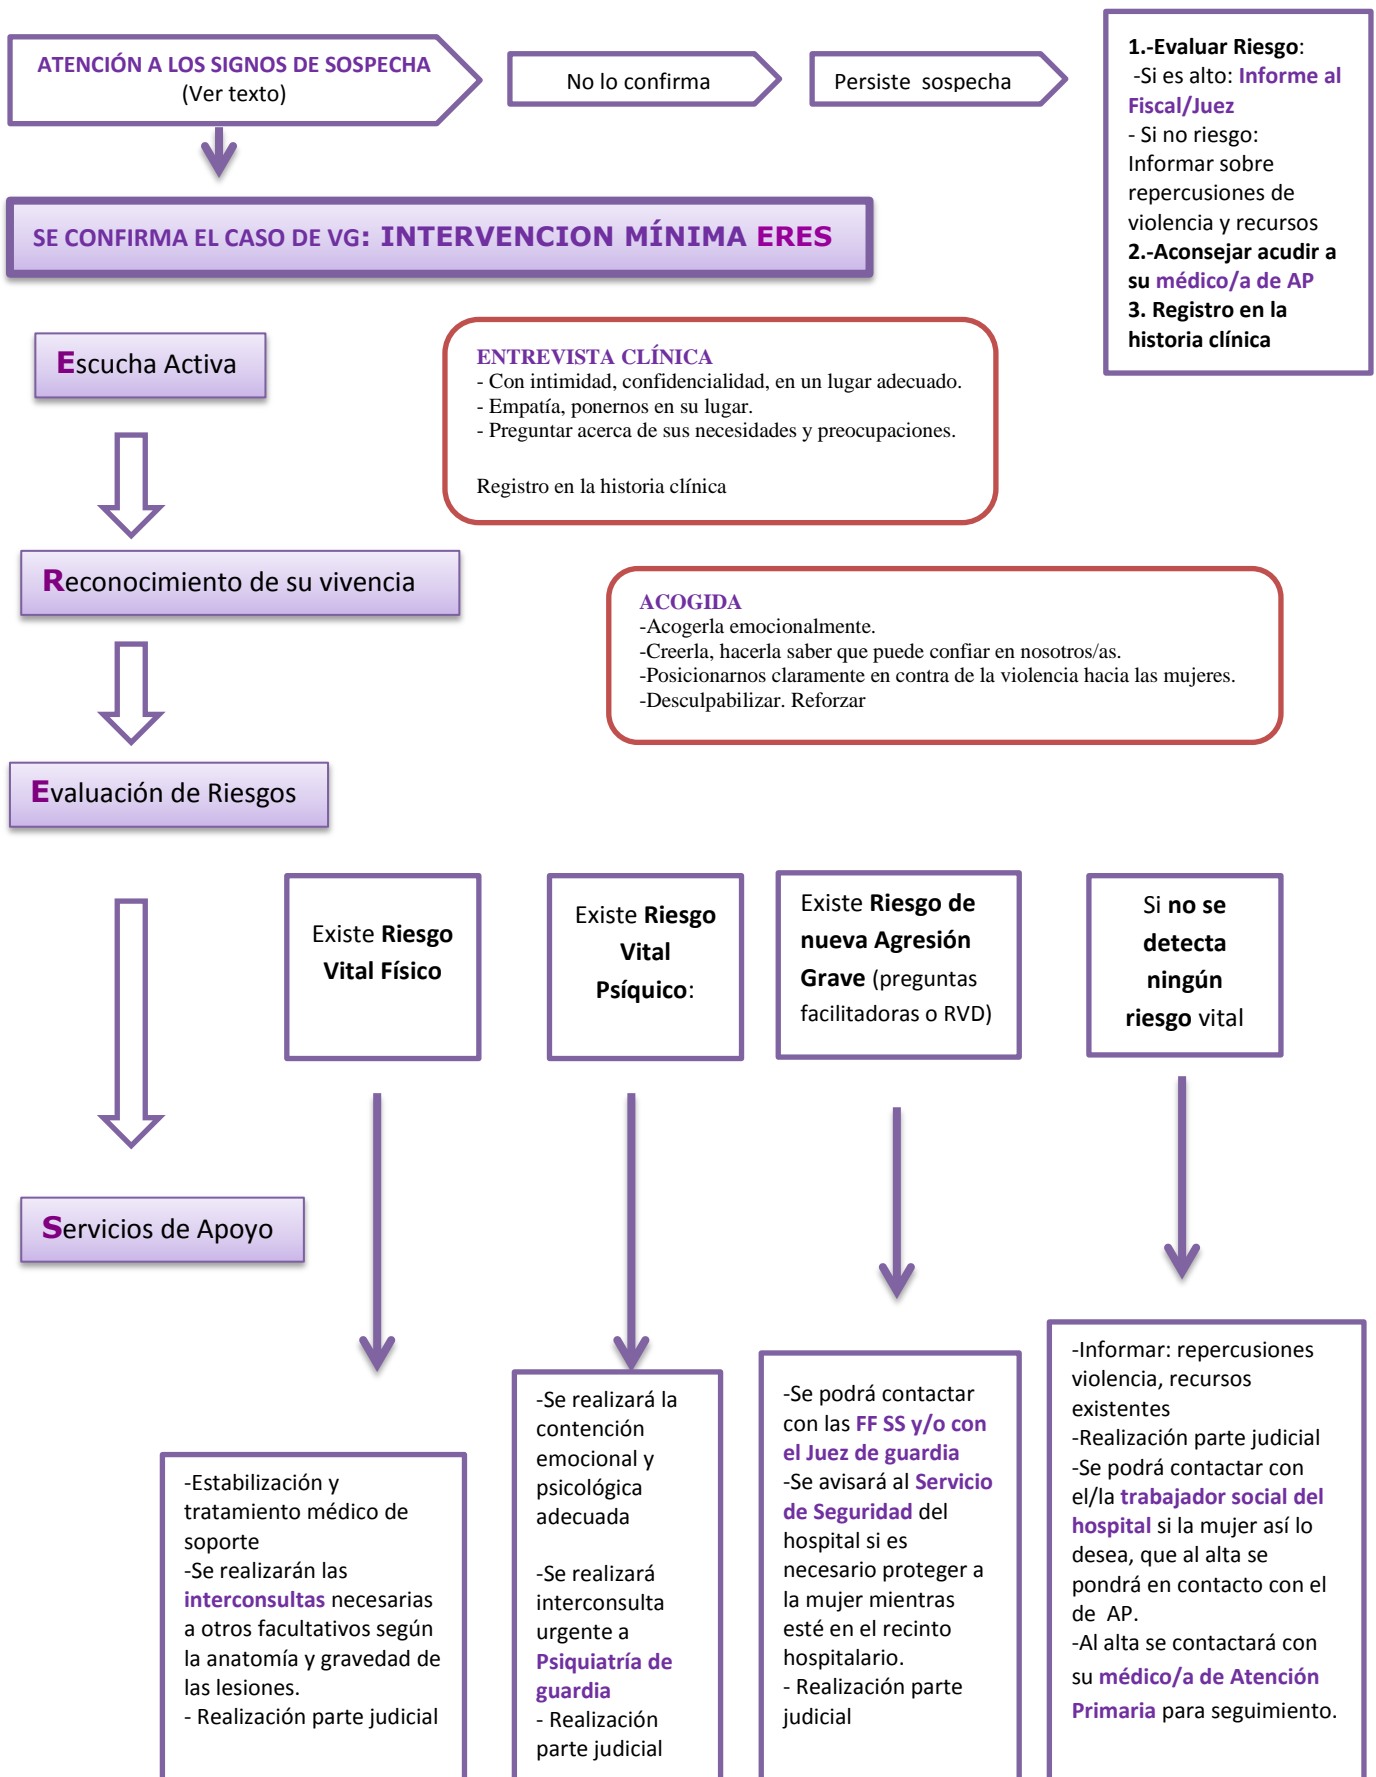 ATENCIÓN A LOS SIGNOS DE SOSPECHA
(Ver texto)
No lo confirma
Persiste sospecha
1.-Evaluar Riesgo:
-Si es alto: Informe al
Fiscal/Juez
- Si no riesgo:
Informar sobre
repercusiones de
violencia y recursos
2.-Aconsejar acudir a
su médico/a de AP
3. Registro en la
historia clínica
SE CONFIRMA EL CASO DE VG: INTERVENCION MÍNIMA ERES
Escucha Activa
ENTREVISTA CLÍNICA
- Con intimidad, confidencialidad, en un lugar adecuado.
- Empatía, ponernos en su lugar.
- Preguntar acerca de sus necesidades y preocupaciones.
Registro en la historia clínica
Reconocimiento de su vivencia
ACOGIDA
-Acogerla emocionalmente.
-Creerla, hacerla saber que puede confiar en nosotros/as.
-Posicionarnos claramente en contra de la violencia hacia las mujeres.
-Desculpabilizar. Reforzar
Evaluación de Riesgos
Existe Riesgo
Vital Físico
Existe Riesgo
Vital
Psíquico:
Existe Riesgo de
nueva Agresión
Grave (preguntas
facilitadoras o RVD)
Si no se
detecta
ningún
riesgo vital
Servicios de Apoyo
-Estabilización y
tratamiento médico de
soporte
-Se realizarán las
interconsultas necesarias
a otros facultativos según
la anatomía y gravedad de
las lesiones.
- Realización parte judicial
-Se realizará la
contención
emocional y
psicológica
adecuada
-Se realizará
interconsulta
urgente a
Psiquiatría de
guardia
- Realización
parte judicial
-Se podrá contactar
con las FF SS y/o con
el Juez de guardia
-Se avisará al Servicio
de Seguridad del
hospital si es
necesario proteger a
la mujer mientras
esté en el recinto
hospitalario.
- Realización parte
judicial
-Informar: repercusiones
violencia, recursos
existentes
-Realización parte judicial
-Se podrá contactar con
el/la trabajador social del
hospital si la mujer así lo
desea, que al alta se
pondrá en contacto con el
de AP.
-Al alta se contactará con
su médico/a de Atención
Primaria para seguimiento.